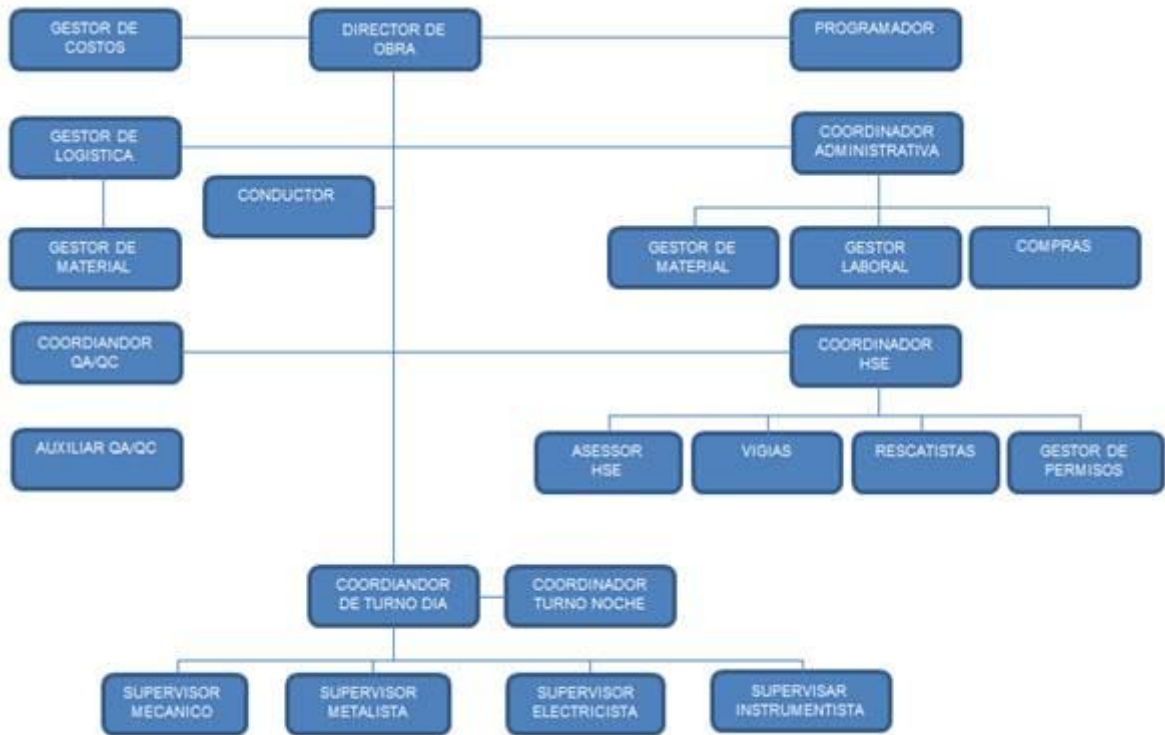 GESTOR DE
COSTOS
DIRECTOR DE
OBRA
PROGRAMADOR
GESTOR DE
LOGISTICA
COORDINADOR
ADMINISTRATIVA
CONDUCTOR
GESTOR DE
MATERIAL
GESTOR DE
MATERIAL
GESTOR
LABORAL
COMPRAS
COORDIANDOR
QA/QC
COORDINADOR
HSE
AUXILIAR QA/QC
ASESSOR
HSE
VIGIAS
RESCATISTAS
GESTOR DE
PERMISOS
COORDIANDOR
DE TURNO DIA
COORDINADOR
TURNO NOCHE
SUPERVISOR
MECANICO
SUPERVISOR
METALISTA
SUPERVISOR
ELECTRICISTA
SUPERVISAR
INSTRUMENTISTA